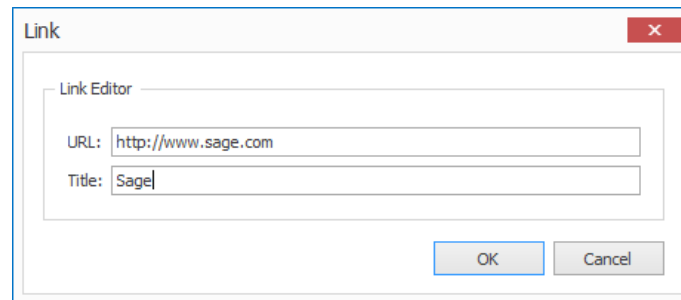 Link
Link Editor
URL: http://www.sage.com
Title: Sage
OK Cancel